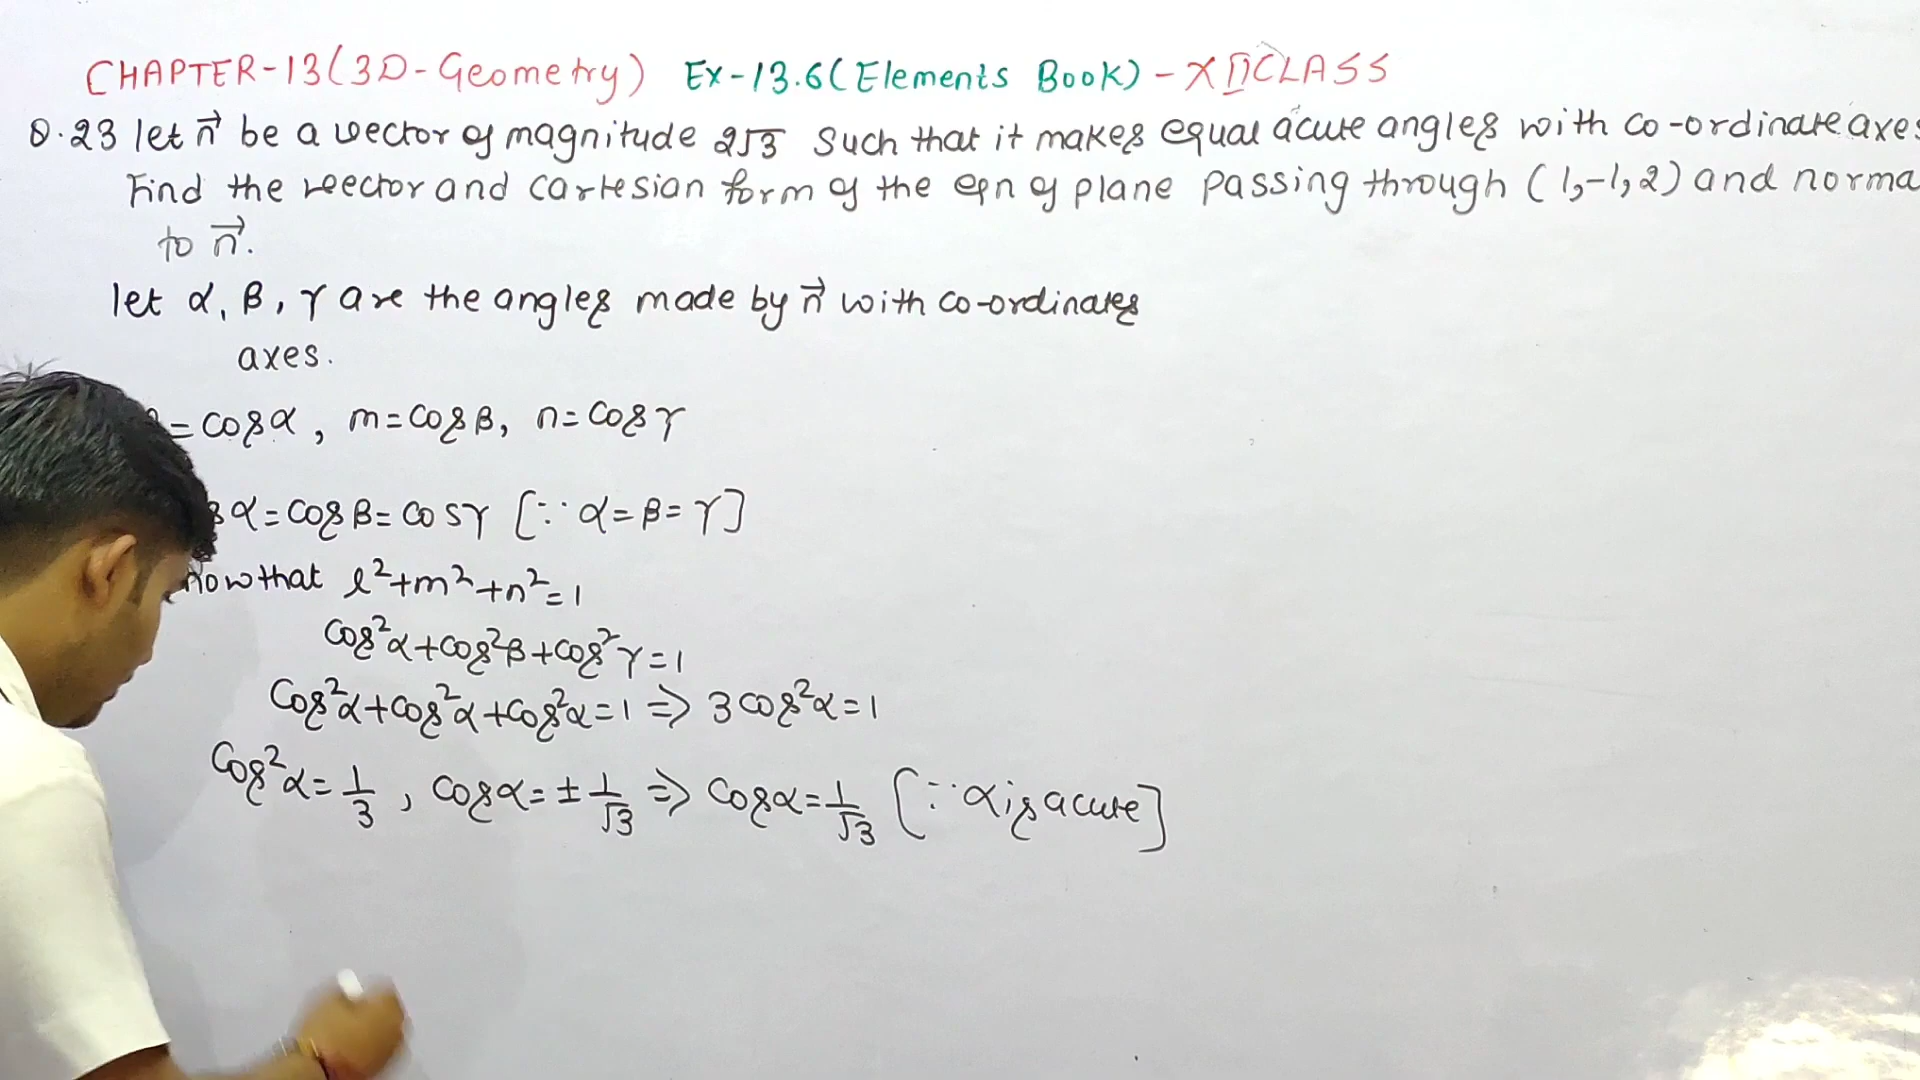 CHAPTER-13(3D-Geometry) Ex-13.6(Elements Book)-XIICLASS
Q.23 let n⃗ be a vector of magnitude 2√3 Such that it makes equal acute angles with co-ordinate axes
Find the vector and cartesian form of the eqn of plane passing through (1,-1,2) and norma
to n⃗.
let α, β, γ are the angles made by n⃗ with co-ordinates
axes.
=cosα, m=cosβ, n=cosγ
s α=cosβ=cosγ [∵ α=β=γ]
now that l²+m²+n²=1
cos²α+cos²β+cos²γ=1
cos²α+cos²α+cos²α=1 ⇒ 3cos²α=1
cos²α=1/3, cosα=±1/√3 ⇒ cosα=1/√3 [∵ α is acute]